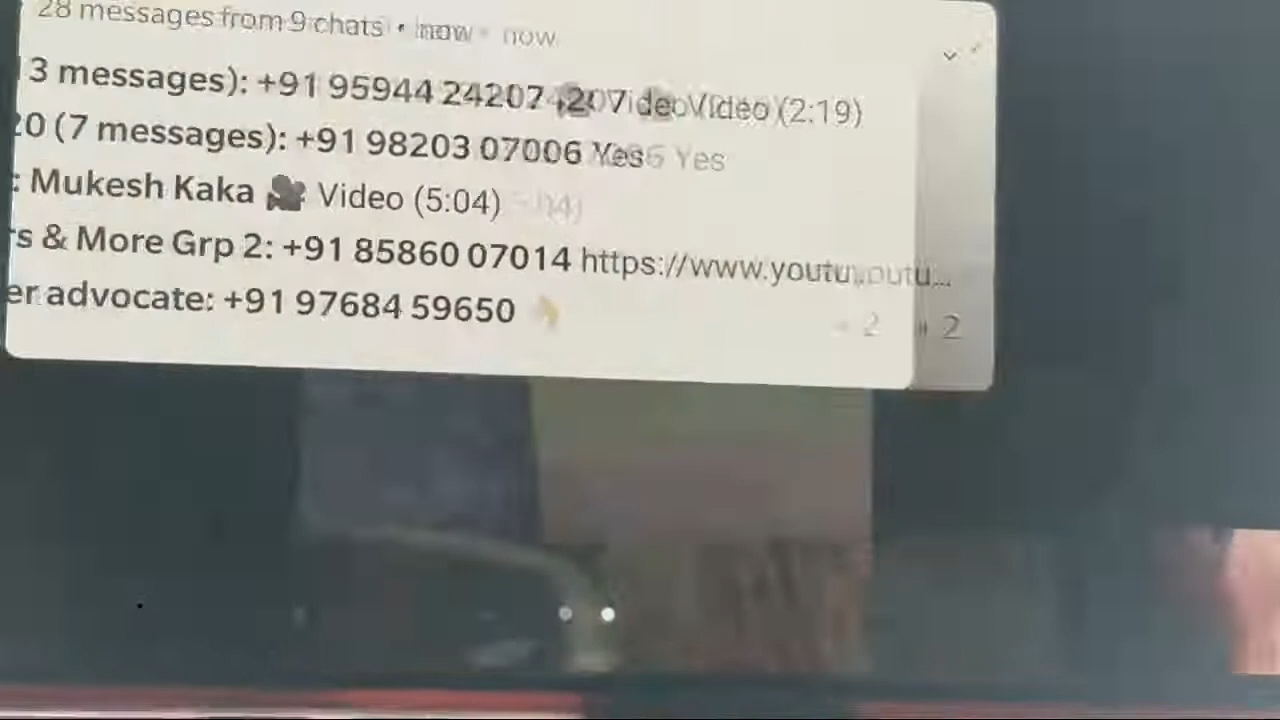 28 messages from 9 chats • now
3 messages): +91 95944 24207 Video (2:19)
20 (7 messages): +91 98203 07006 Yes
: Mukesh Kaka 🎥 Video (5:04)
s & More Grp 2: +91 85860 07014 https://www.youtu...
er advocate: +91 97684 59650
2